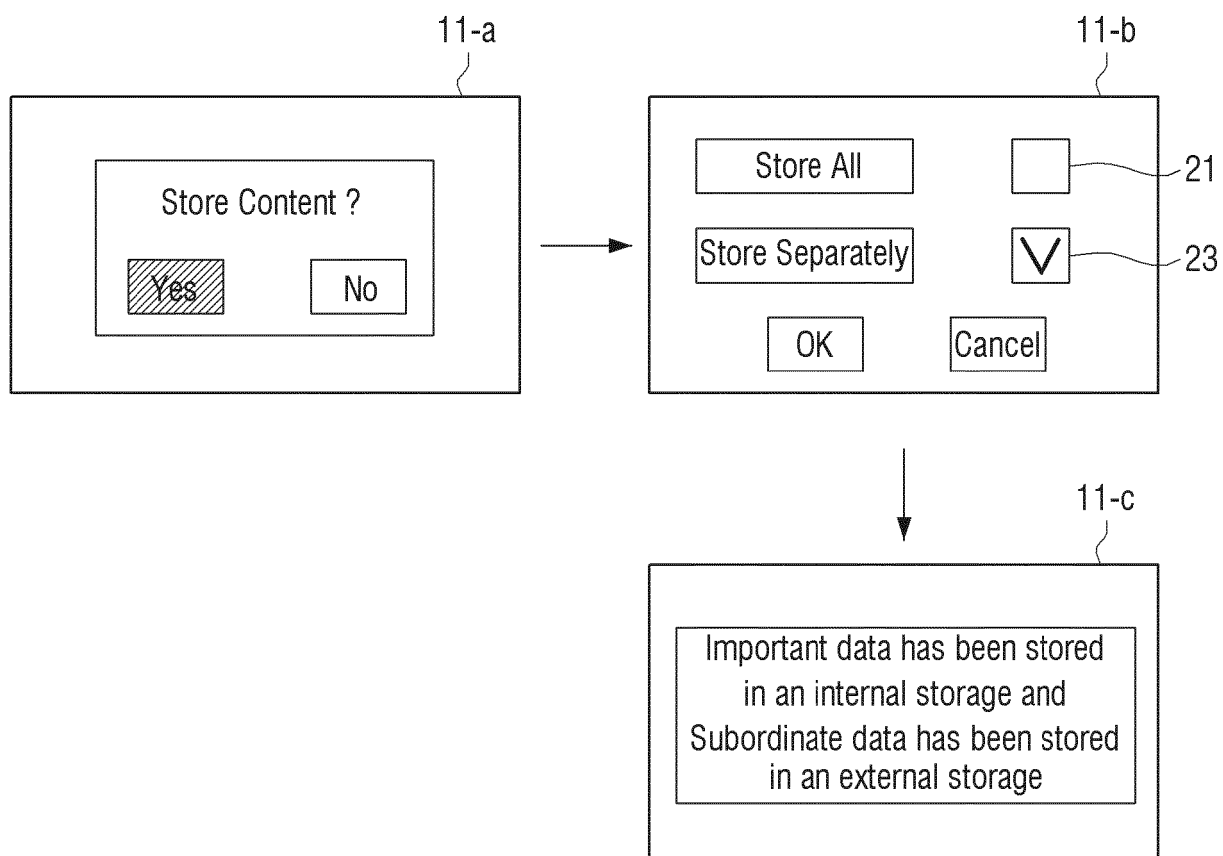 11-a
Store Content ?
Yes
No
11-b
Store All
21
Store Separately
V
23
OK
Cancel
11-c
Important data has been stored
in an internal storage and
Subordinate data has been stored
in an external storage